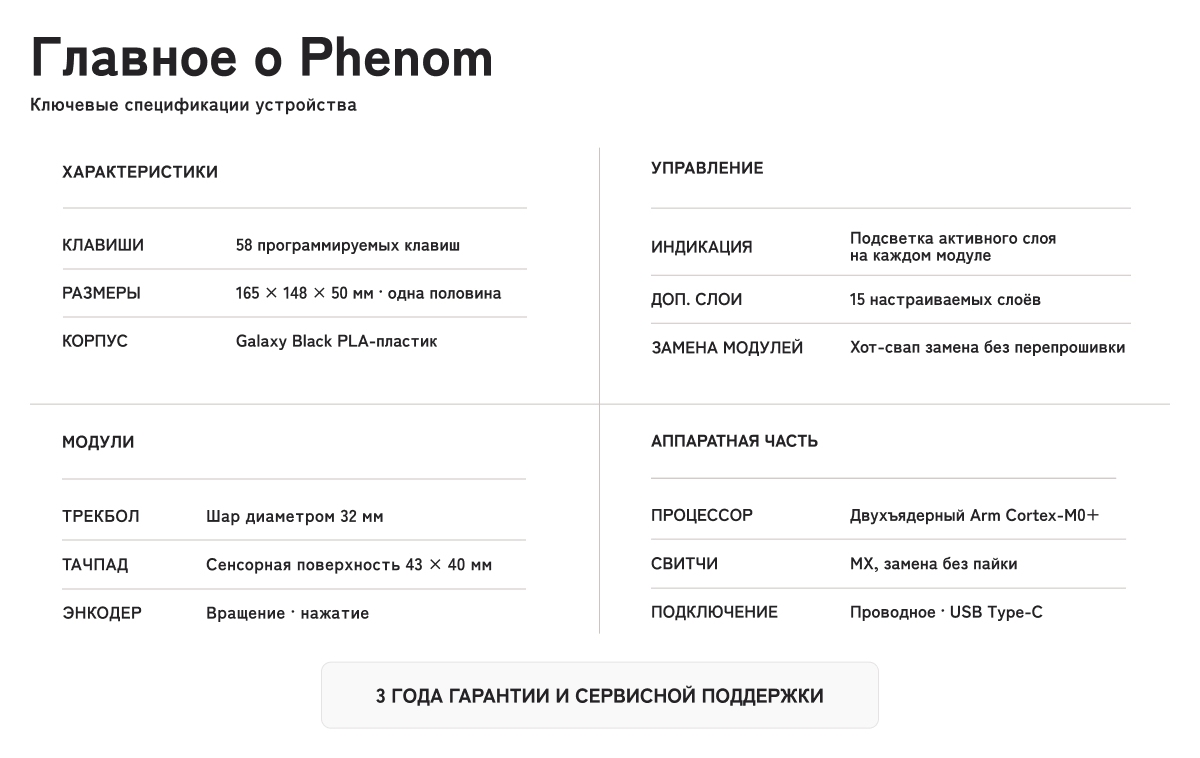 Главное о Phenom
Ключевые спецификации устройства
ХАРАКТЕРИСТИКИ
КЛАВИШИ 58 программируемых клавиш
РАЗМЕРЫ 165 × 148 × 50 мм · одна половина
КОРПУС Galaxy Black PLA-пластик
УПРАВЛЕНИЕ
ИНДИКАЦИЯ Подсветка активного слоя
на каждом модуле
ДОП. СЛОИ 15 настраиваемых слоёв
ЗАМЕНА МОДУЛЕЙ Хот-свап замена без перепрошивки
МОДУЛИ
ТРЕКБОЛ Шар диаметром 32 мм
ТАЧПАД Сенсорная поверхность 43 × 40 мм
ЭНКОДЕР Вращение · нажатие
АППАРАТНАЯ ЧАСТЬ
ПРОЦЕССОР Двухъядерный Arm Cortex-M0+
СВИТЧИ MX, замена без пайки
ПОДКЛЮЧЕНИЕ Проводное · USB Type-C
3 ГОДА ГАРАНТИИ И СЕРВИСНОЙ ПОДДЕРЖКИ